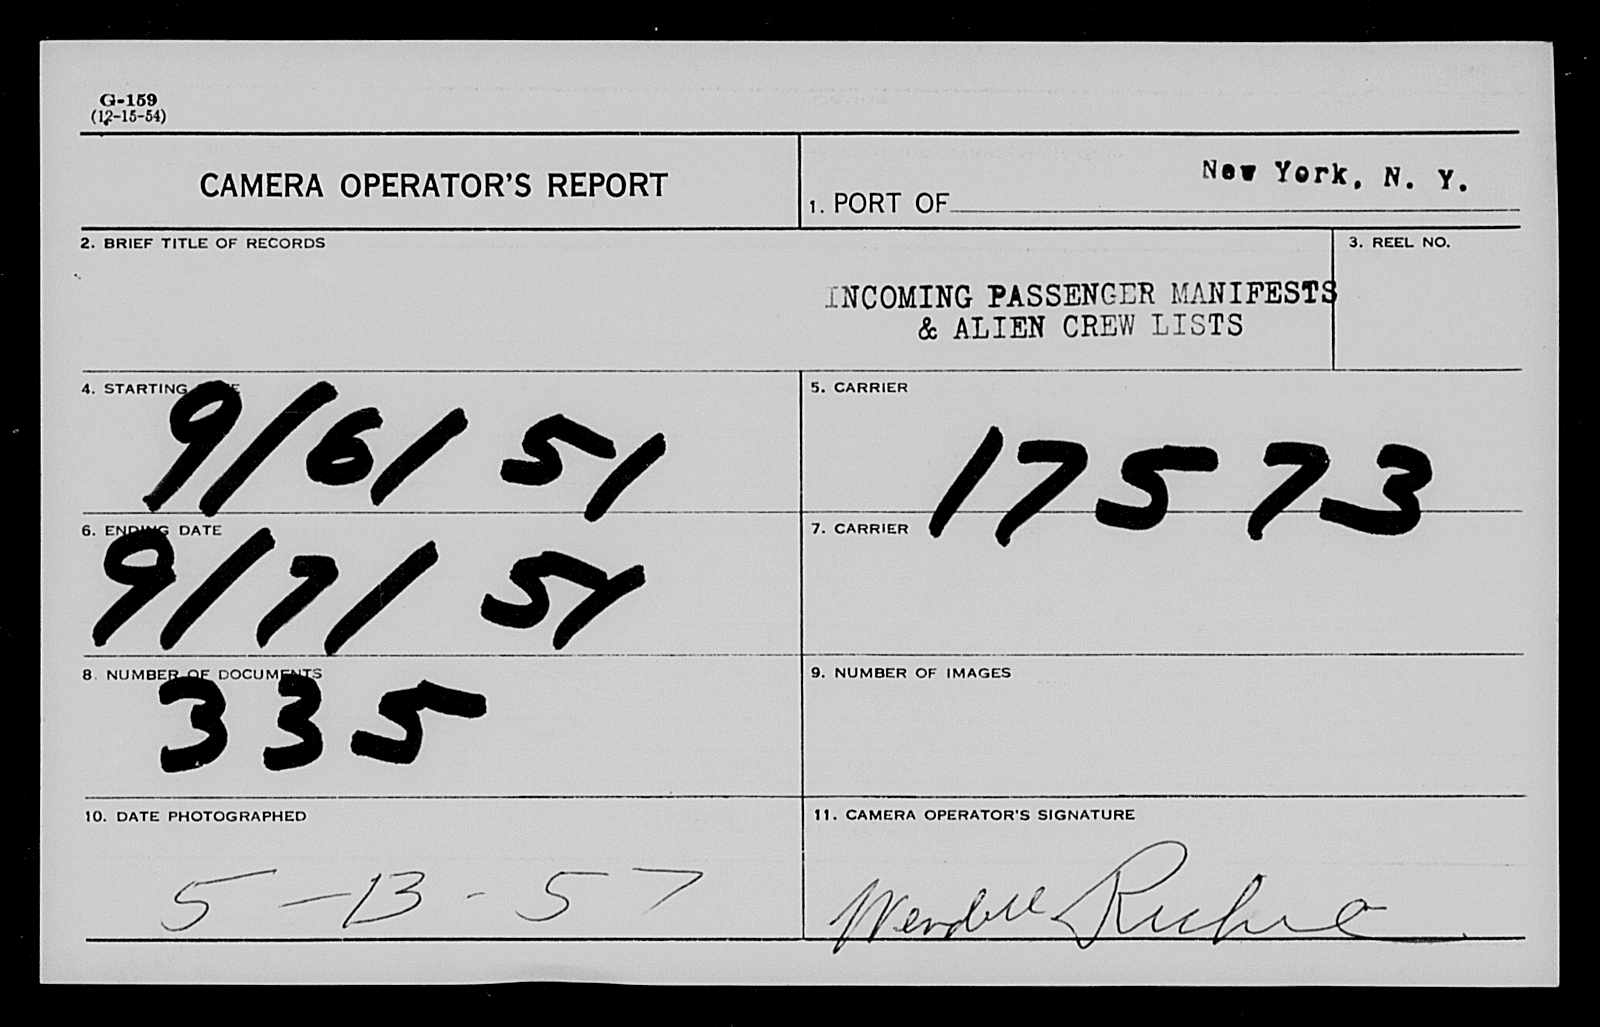 G-159
(12-15-54)
CAMERA OPERATOR'S REPORT
1. PORT OF New York, N. Y.
2. BRIEF TITLE OF RECORDS
INCOMING PASSENGER MANIFESTS
& ALIEN CREW LISTS
3. REEL NO.
4. STARTING DATE
9/6/51
5. CARRIER
17573
6. ENDING DATE
9/7/51
7. CARRIER
8. NUMBER OF DOCUMENTS
335
9. NUMBER OF IMAGES
10. DATE PHOTOGRAPHED
5-13-57
11. CAMERA OPERATOR'S SIGNATURE
Wendell